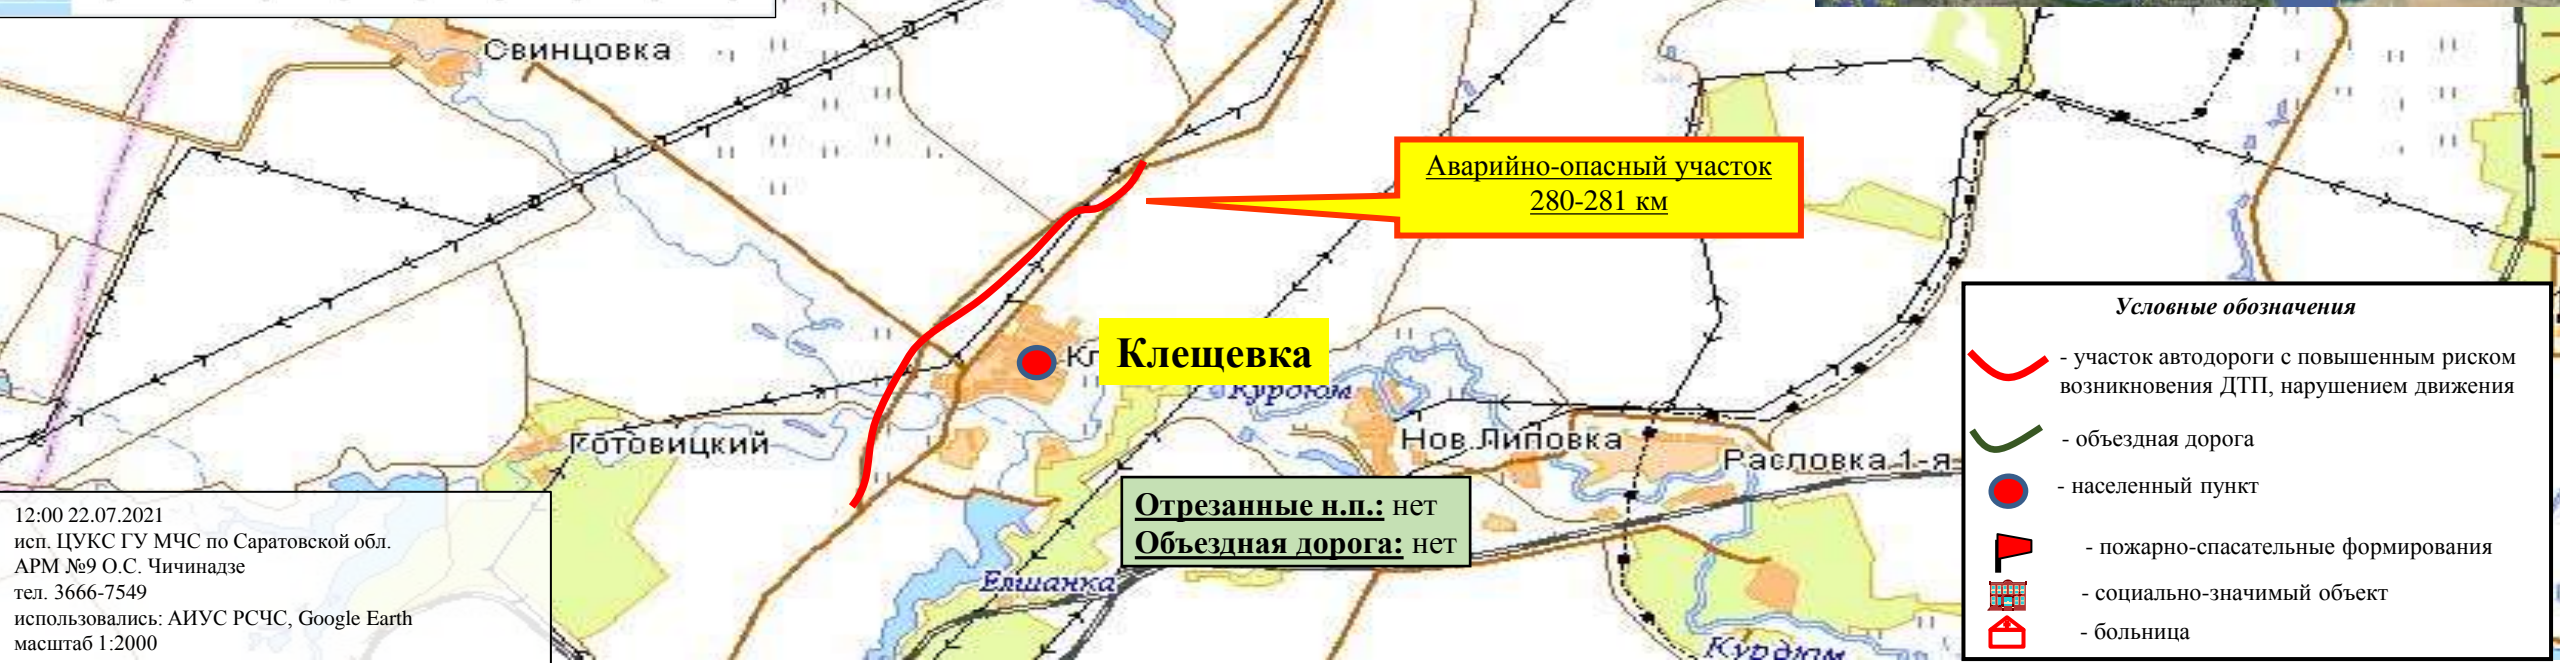 Свинцовка
Аварийно-опасный участок
280-281 км
Клещевка
Курдюм
Готовицкий
Нов.Липовка
Расловка 1-я
Отрезанные н.п.: нет
Объездная дорога: нет
Елшанка
Курдюм
12:00 22.07.2021
исп. ЦУКС ГУ МЧС по Саратовской обл.
АРМ №9 О.С. Чичинадзе
тел. 3666-7549
использовались: АИУС РСЧС, Google Earth
масштаб 1:2000
Условные обозначения
- участок автодороги с повышенным риском
возникновения ДТП, нарушением движения
- объездная дорога
- населенный пункт
- пожарно-спасательные формирования
- социально-значимый объект
- больница